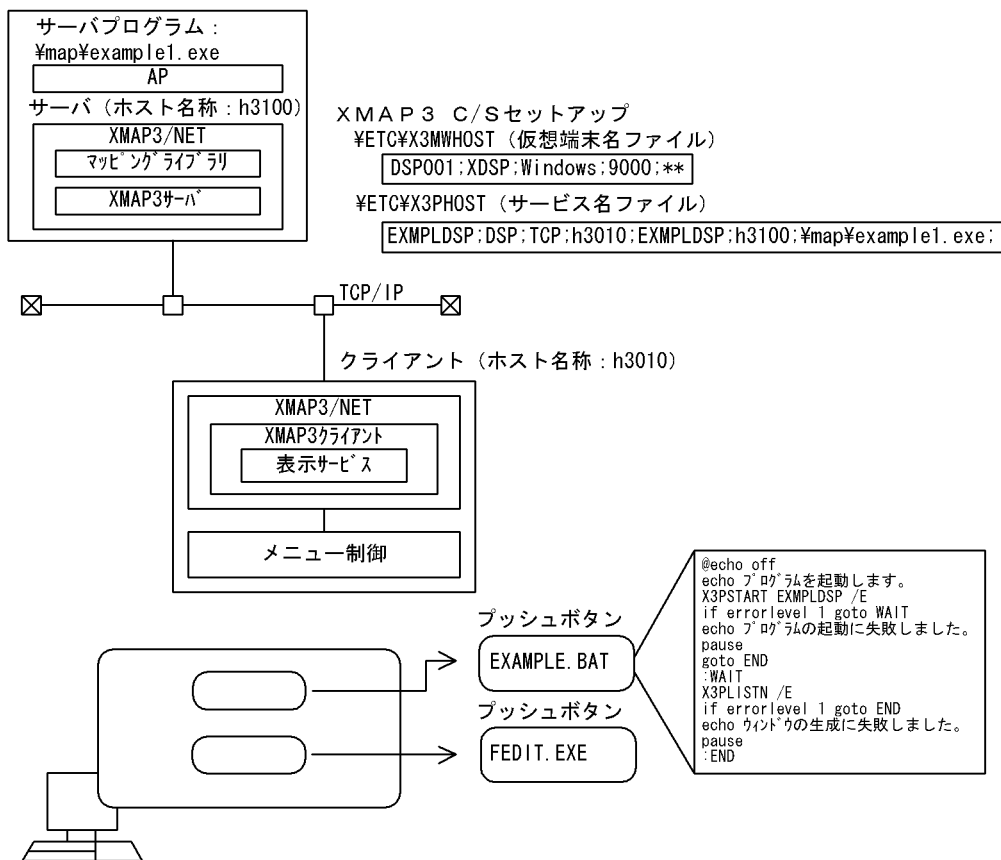 サーバプログラム：
¥map¥example1.exe
AP
サーバ（ホスト名称：h3100）
XMAP3/NET
ﾏｯﾋﾟﾝｸﾞﾗｲﾌﾞﾗﾘ
XMAP3ｻｰﾊﾞ
ＸＭＡＰ３ Ｃ/Ｓセットアップ
¥ETC¥X3MWHOST（仮想端末名ファイル）
DSP001;XDSP;Windows;9000;**
¥ETC¥X3PHOST（サービス名ファイル）
EXMPLDSP;DSP;TCP;h3010;EXMPLDSP;h3100;¥map¥example1.exe;
TCP/IP
クライアント（ホスト名称：h3010）
XMAP3/NET
XMAP3ｸﾗｲｱﾝﾄ
表示ｻｰﾋﾞｽ
メニュー制御
プッシュボタン
EXAMPLE.BAT
プッシュボタン
FEDIT.EXE
@echo off
echo ﾌﾟﾛｸﾞﾗﾑを起動します。
X3PSTART EXMPLDSP /E
if errorlevel 1 goto WAIT
echo ﾌﾟﾛｸﾞﾗﾑの起動に失敗しました。
pause
goto END
:WAIT
X3PLISTN /E
if errorlevel 1 goto END
echo ｳｨﾝﾄﾞｳの生成に失敗しました。
pause
:END